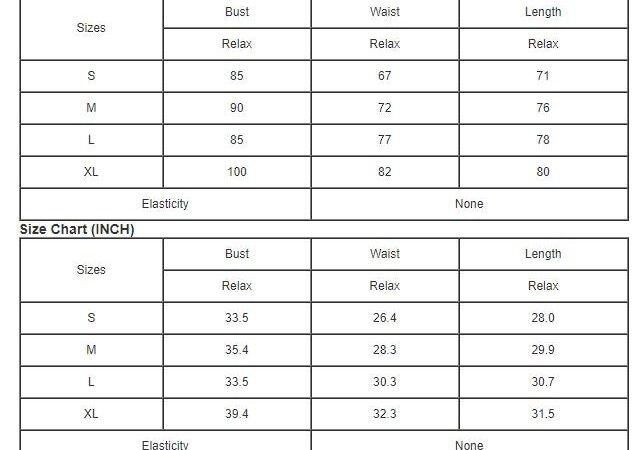 Sizes Bust Waist Length
Relax Relax Relax
S 85 67 71
M 90 72 76
L 85 77 78
XL 100 82 80
Elasticity None
Size Chart (INCH)
Sizes Bust Waist Length
Relax Relax Relax
S 33.5 26.4 28.0
M 35.4 28.3 29.9
L 33.5 30.3 30.7
XL 39.4 32.3 31.5
Elasticity None